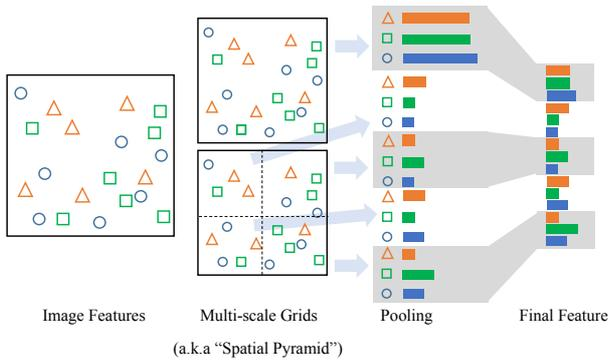 Image Features
Multi-scale Grids
Pooling
Final Feature
(a.k.a “Spatial Pyramid”)